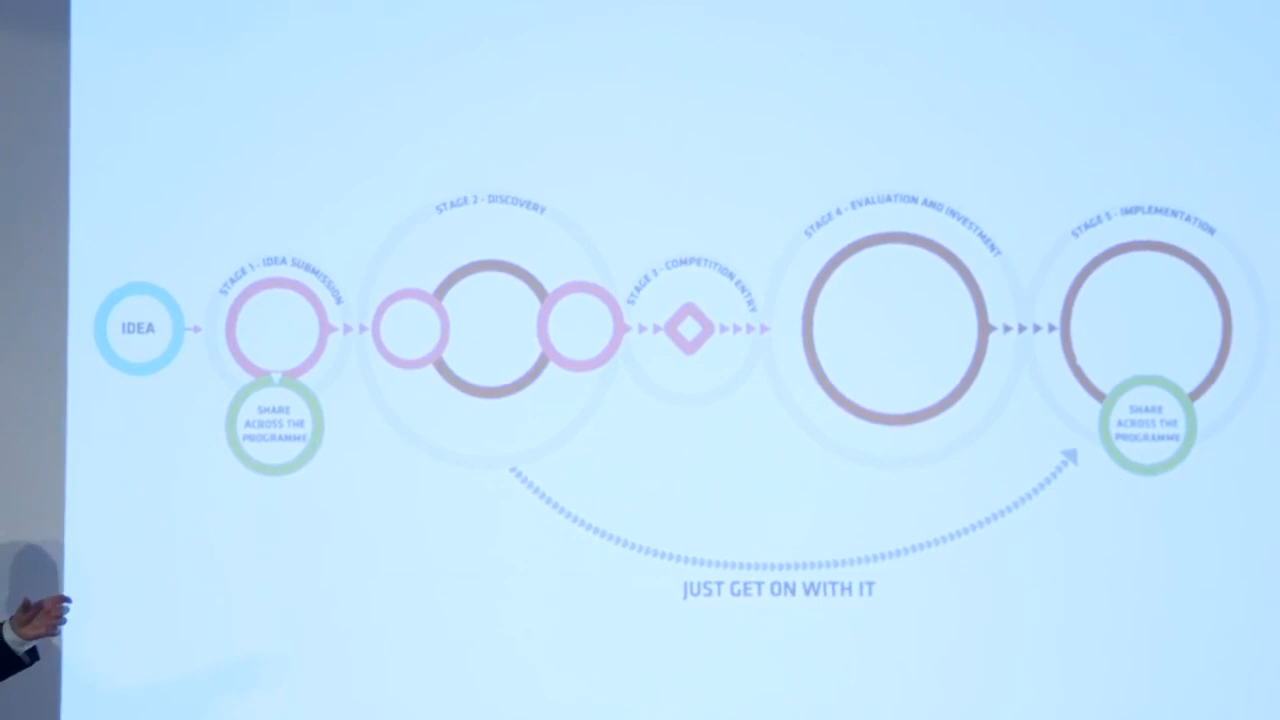 STAGE 2 - DISCOVERY
STAGE 4 - EVALUATION AND INVESTMENT
STAGE 5 - IMPLEMENTATION
STAGE 1 - IDEA SUBMISSION
STAGE 3 - COMPETITION ENTRY
IDEA
SHARE
ACROSS THE
PROGRAMME
SHARE
ACROSS THE
PROGRAMME
JUST GET ON WITH IT